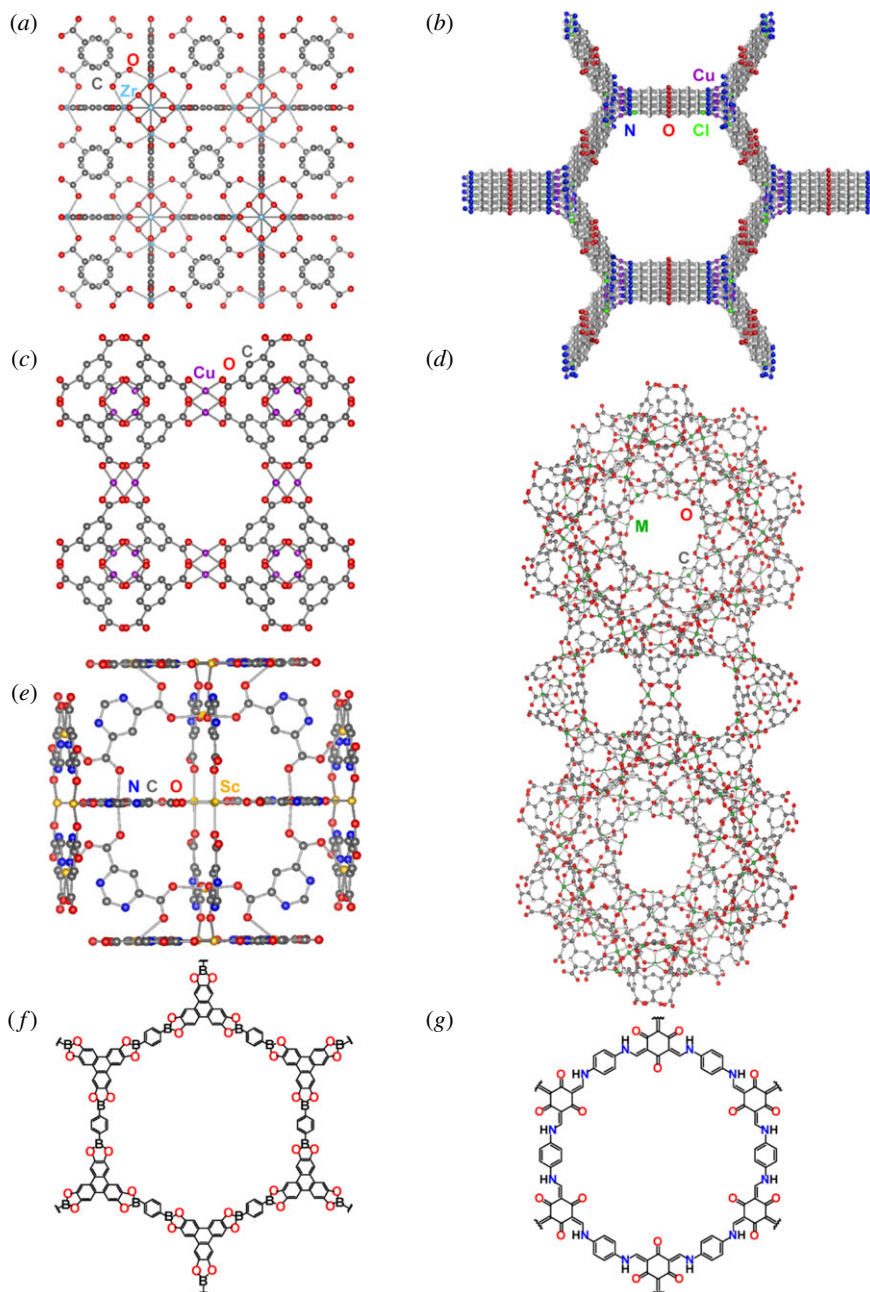 (a)
O
C
Zr
(b)
Cu
N O Cl
(c)
Cu O C
(d)
O
M
C
(e)
N C O Sc
(f)
B
O O
O O
B O O B B O O B
O O B B O O
O O O O
B B
B B
O O O O
O O O O
B O O B B O O B
O B B O
O O O O
O O
B
(g)
O O
H N N H
N H O H N
O O O O
O O
N H H N
H N N H
O O
O O O O
N H O H N
H N N H
O O